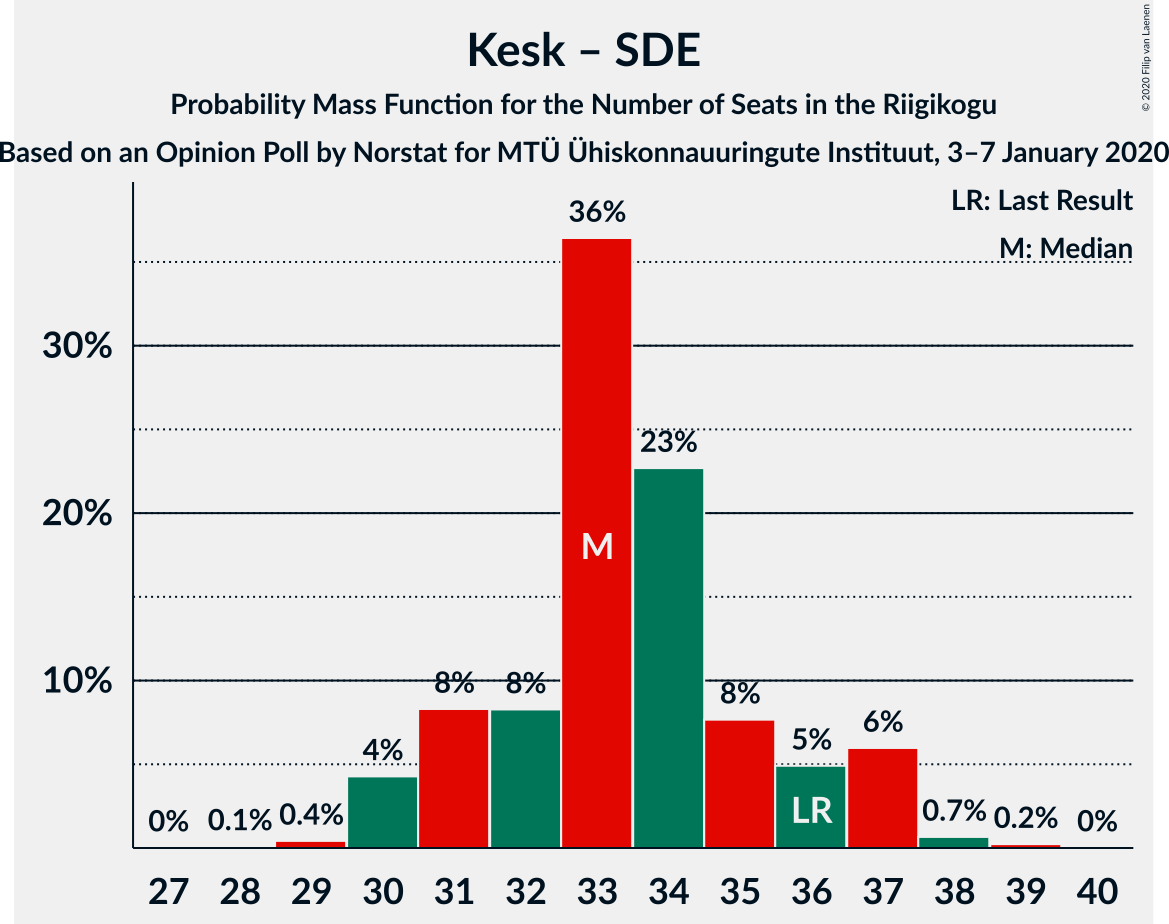 Kesk – SDE
Probability Mass Function for the Number of Seats in the Riigikogu
Based on an Opinion Poll by Norstat for MTÜ Ühiskonnauuringute Instituut, 3–7 January 2020
© 2020 Filip van Laenen
LR: Last Result
M: Median
36%
30%
23%
20%
M
10%
8%
8%
8%
6%
5%
4%
LR
0%
0.1%
0.4%
0.7%
0.2%
0%
27 28 29 30 31 32 33 34 35 36 37 38 39 40